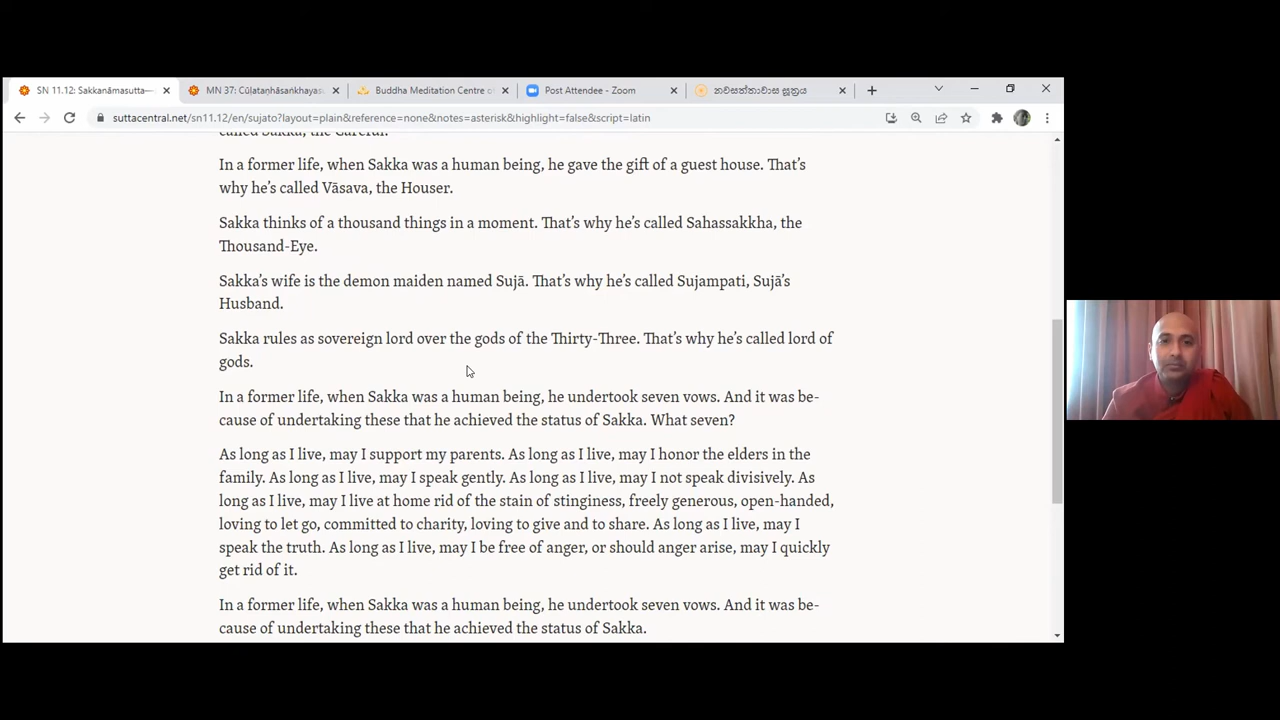 SN 11.12: Sakkanāmasutta—
MN 37: Cūḷataṇhāsaṅkhayasu
Buddha Meditation Centre of
Post Attendee - Zoom
නවසත්තාවාස සූත්‍රය
suttacentral.net/sn11.12/en/sujato?layout=plain&reference=none&notes=asterisk&highlight=false&script=latin
called Sakka, the Careful.
In a former life, when Sakka was a human being, he gave the gift of a guest house. That’s
why he’s called Vāsava, the Houser.
Sakka thinks of a thousand things in a moment. That’s why he’s called Sahassakkha, the
Thousand-Eye.
Sakka’s wife is the demon maiden named Sujā. That’s why he’s called Sujampati, Sujā’s
Husband.
Sakka rules as sovereign lord over the gods of the Thirty-Three. That’s why he’s called lord of
gods.
In a former life, when Sakka was a human being, he undertook seven vows. And it was be-
cause of undertaking these that he achieved the status of Sakka. What seven?
As long as I live, may I support my parents. As long as I live, may I honor the elders in the
family. As long as I live, may I speak gently. As long as I live, may I not speak divisively. As
long as I live, may I live at home rid of the stain of stinginess, freely generous, open-handed,
loving to let go, committed to charity, loving to give and to share. As long as I live, may I
speak the truth. As long as I live, may I be free of anger, or should anger arise, may I quickly
get rid of it.
In a former life, when Sakka was a human being, he undertook seven vows. And it was be-
cause of undertaking these that he achieved the status of Sakka.